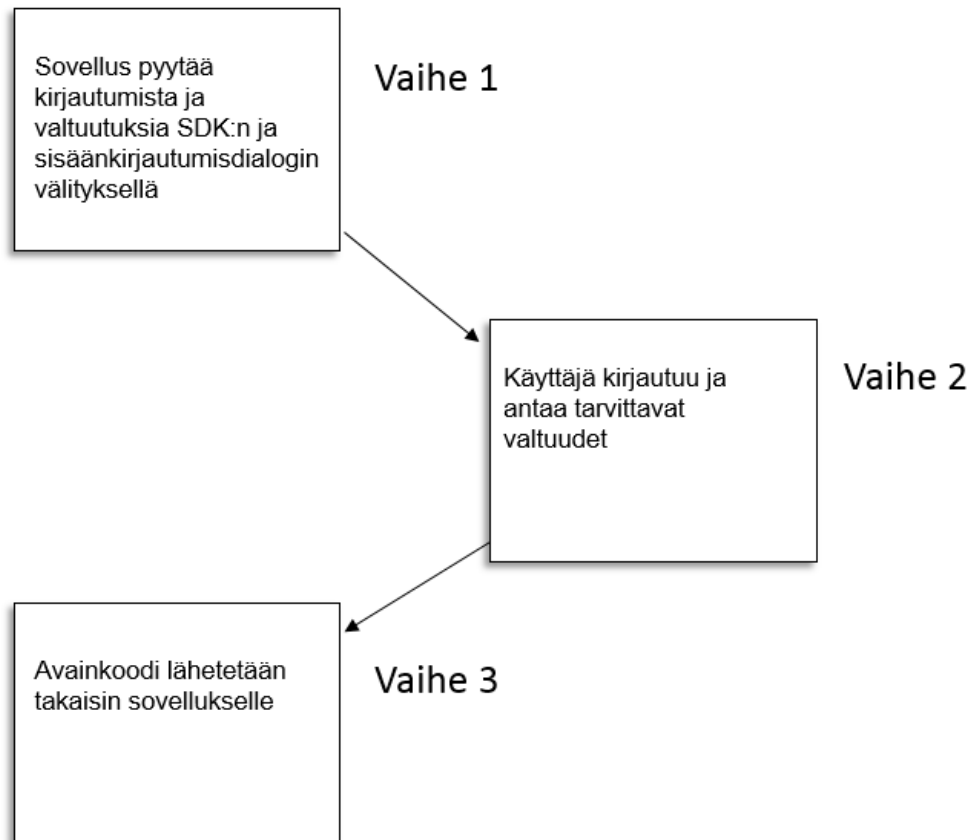 Sovellus pyytää
kirjautumista ja
valtuutuksia SDK:n ja
sisäänkirjautumisdialogin
välityksellä
Vaihe 1
Käyttäjä kirjautuu ja
antaa tarvittavat
valtuudet
Vaihe 2
Avainkoodi lähetetään
takaisin sovellukselle
Vaihe 3